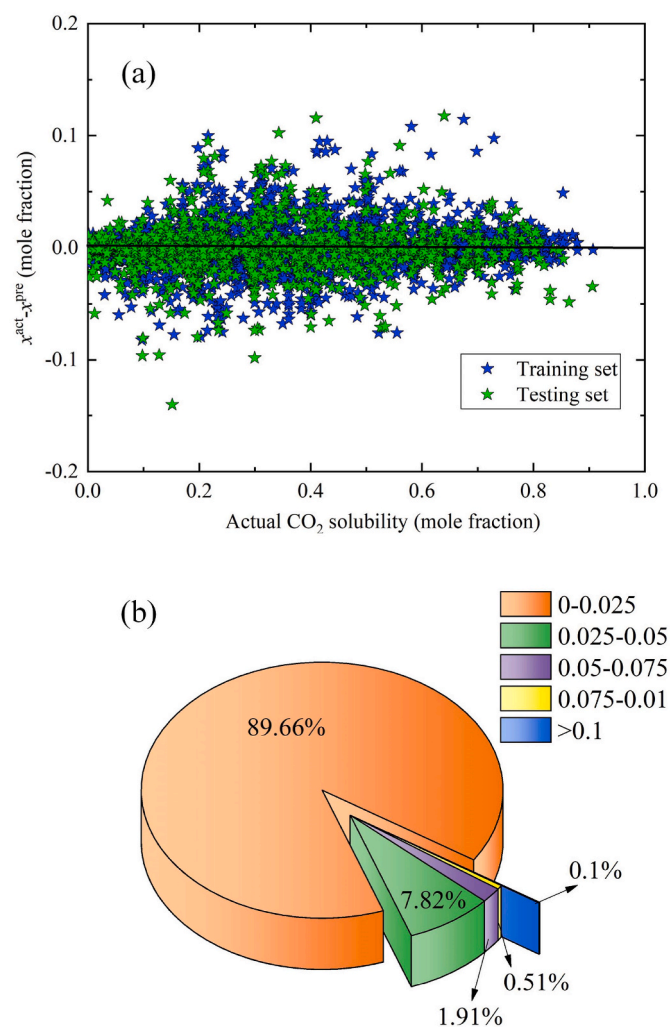 (a)
0.2
0.1
0.0
-0.1
-0.2
x^act-x^pre (mole fraction)
Training set
Testing set
0.0 0.2 0.4 0.6 0.8 1.0
Actual CO₂ solubility (mole fraction)
(b)
0-0.025
0.025-0.05
0.05-0.075
0.075-0.01
>0.1
89.66%
7.82%
0.1%
0.51%
1.91%